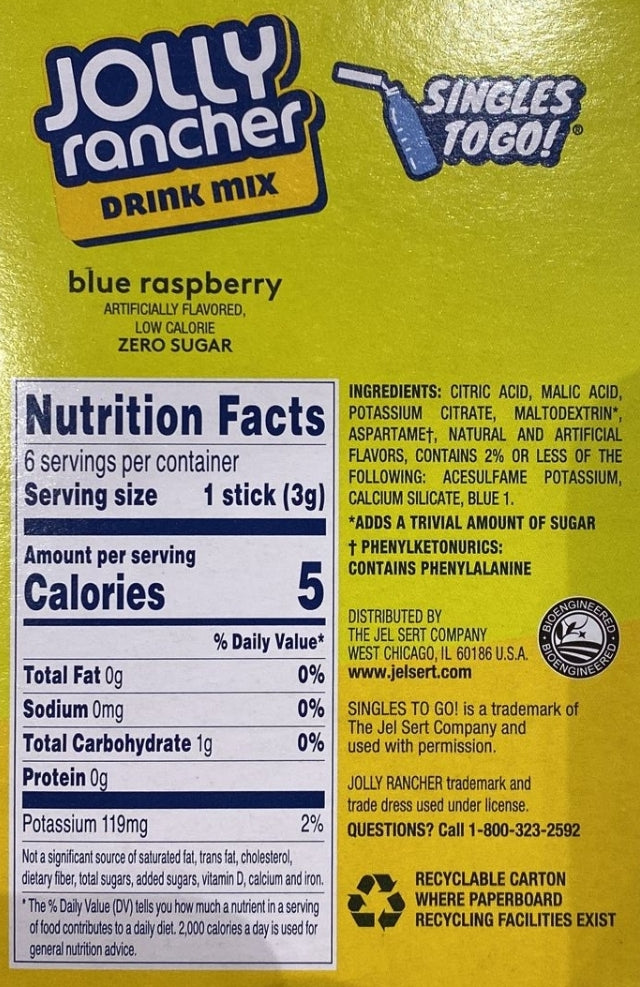 JOLLY
rancher
DRINK MIX
SINGLES
TO GO!®
blue raspberry
ARTIFICIALLY FLAVORED,
LOW CALORIE
ZERO SUGAR
Nutrition Facts
6 servings per container
Serving size 1 stick (3g)
Amount per serving
Calories 5
% Daily Value*
Total Fat 0g 0%
Sodium 0mg 0%
Total Carbohydrate 1g 0%
Protein 0g
Potassium 119mg 2%
Not a significant source of saturated fat, trans fat, cholesterol,
dietary fiber, total sugars, added sugars, vitamin D, calcium and iron.
* The % Daily Value (DV) tells you how much a nutrient in a serving
of food contributes to a daily diet. 2,000 calories a day is used for
general nutrition advice.
INGREDIENTS: CITRIC ACID, MALIC ACID,
POTASSIUM CITRATE, MALTODEXTRIN*,
ASPARTAME†, NATURAL AND ARTIFICIAL
FLAVORS, CONTAINS 2% OR LESS OF THE
FOLLOWING: ACESULFAME POTASSIUM,
CALCIUM SILICATE, BLUE 1.
*ADDS A TRIVIAL AMOUNT OF SUGAR
† PHENYLKETONURICS:
CONTAINS PHENYLALANINE
DISTRIBUTED BY
THE JEL SERT COMPANY
WEST CHICAGO, IL 60186 U.S.A.
www.jelsert.com
BIOENGINEERED
BIOENGINEERED
SINGLES TO GO! is a trademark of
The Jel Sert Company and
used with permission.
JOLLY RANCHER trademark and
trade dress used under license.
QUESTIONS? Call 1-800-323-2592
RECYCLABLE CARTON
WHERE PAPERBOARD
RECYCLING FACILITIES EXIST